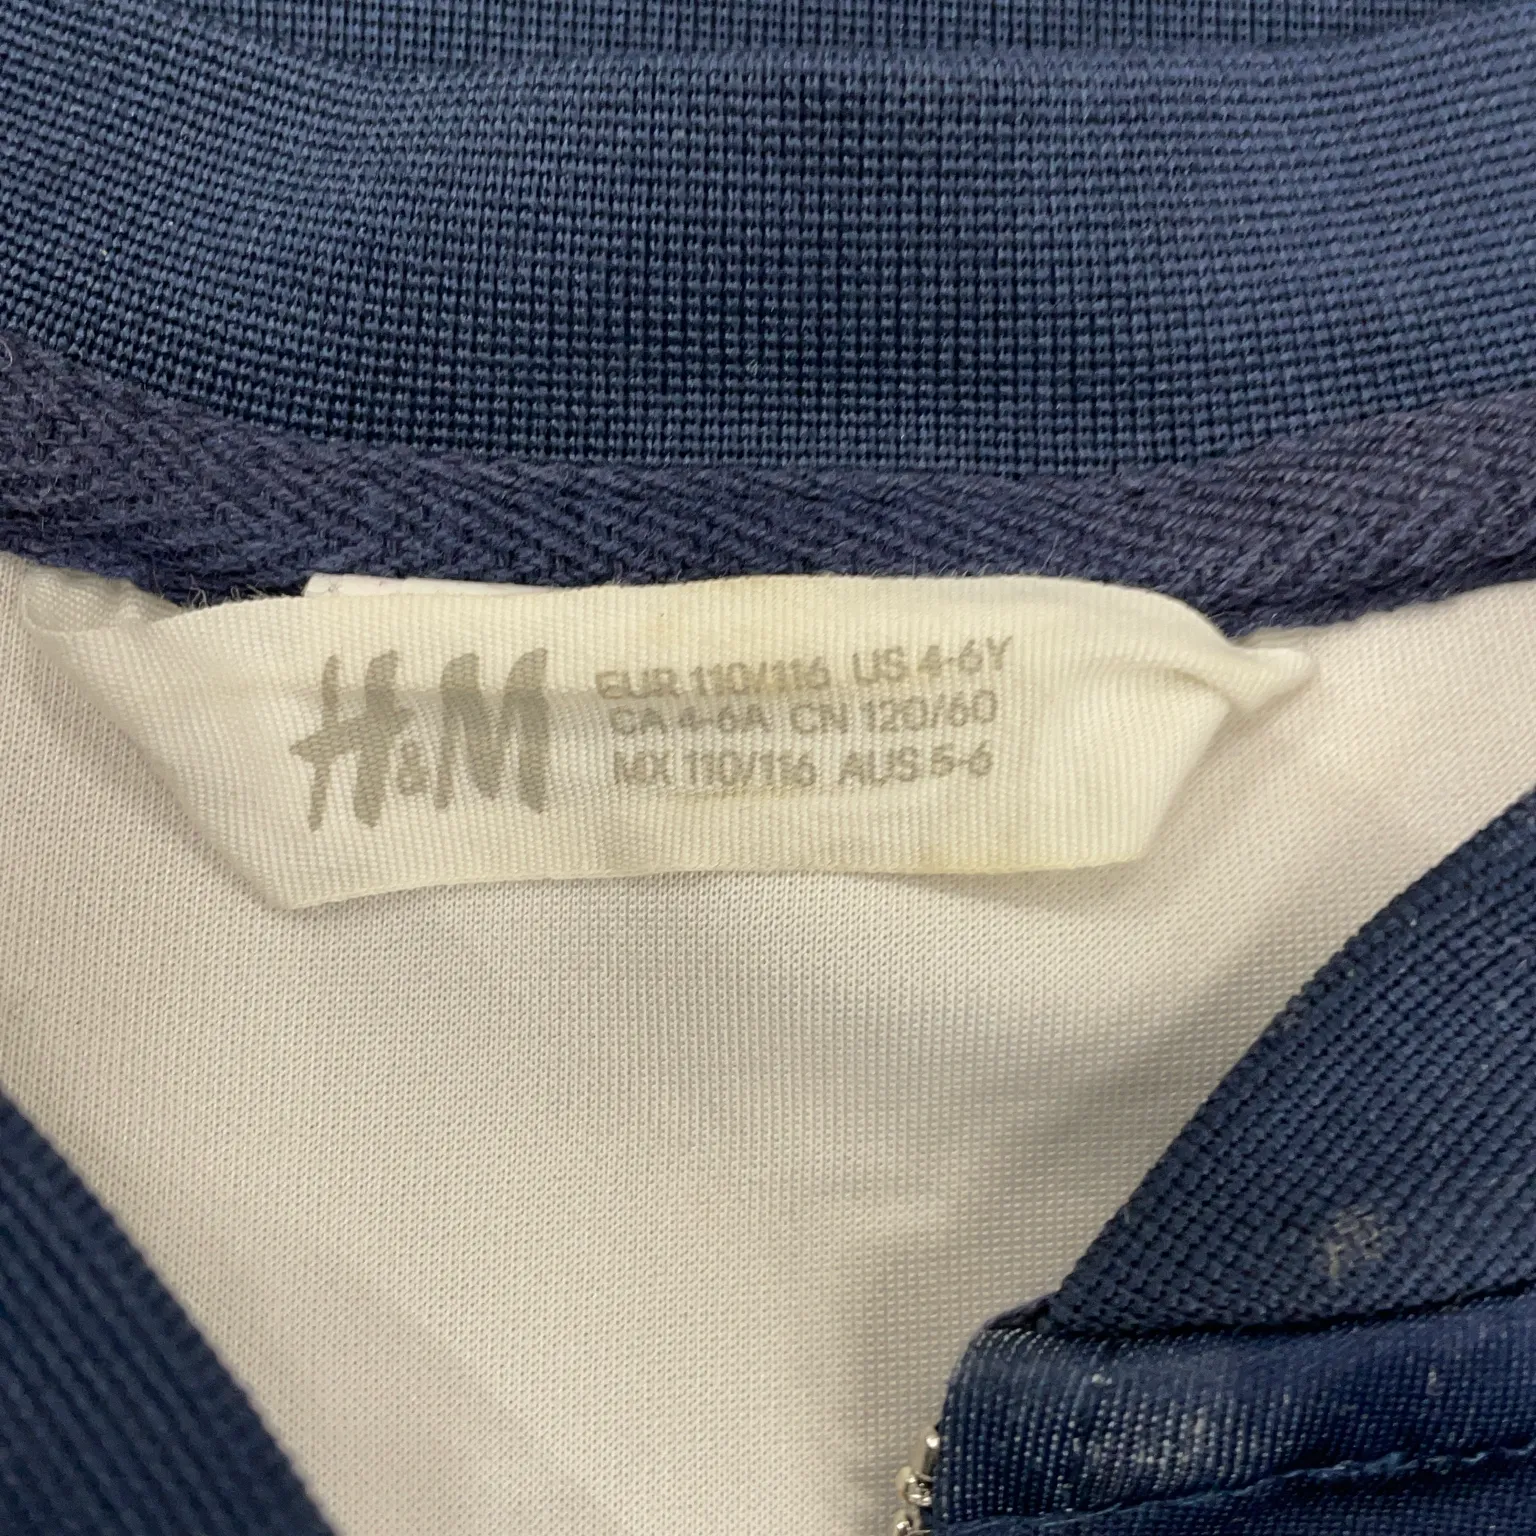 H&M
EUR 110/116 US 4-6Y
CA 4-6A CN 120/60
MX 110/116 AUS 5-6